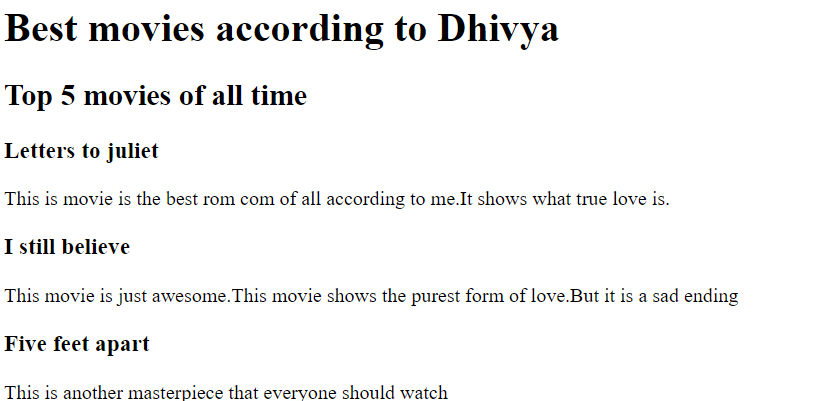 Best movies according to Dhivya
Top 5 movies of all time
Letters to juliet
This is movie is the best rom com of all according to me.It shows what true love is.
I still believe
This movie is just awesome.This movie shows the purest form of love.But it is a sad ending
Five feet apart
This is another masterpiece that everyone should watch